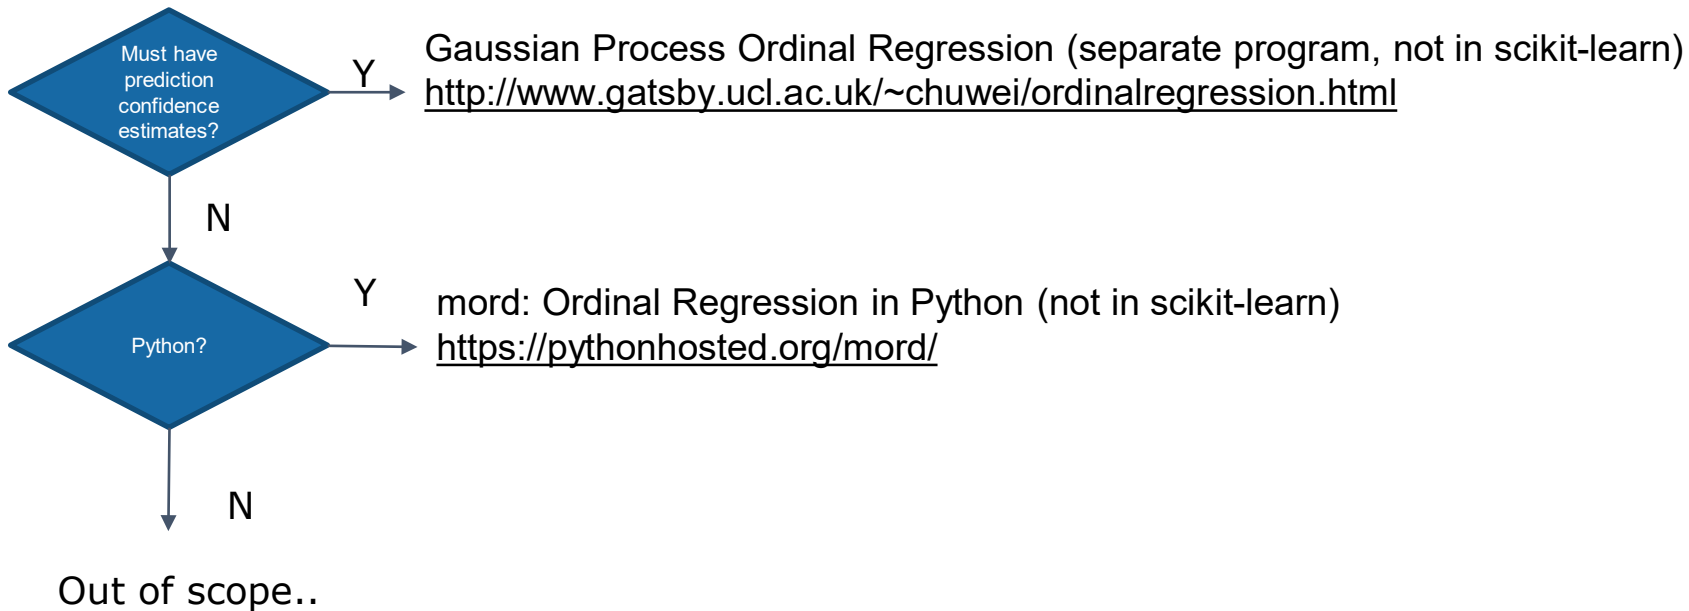 Must have
prediction
confidence
estimates?
Y
Gaussian Process Ordinal Regression (separate program, not in scikit-learn)
http://www.gatsby.ucl.ac.uk/~chuwei/ordinalregression.html
N
Python?
Y
mord: Ordinal Regression in Python (not in scikit-learn)
https://pythonhosted.org/mord/
N
Out of scope..